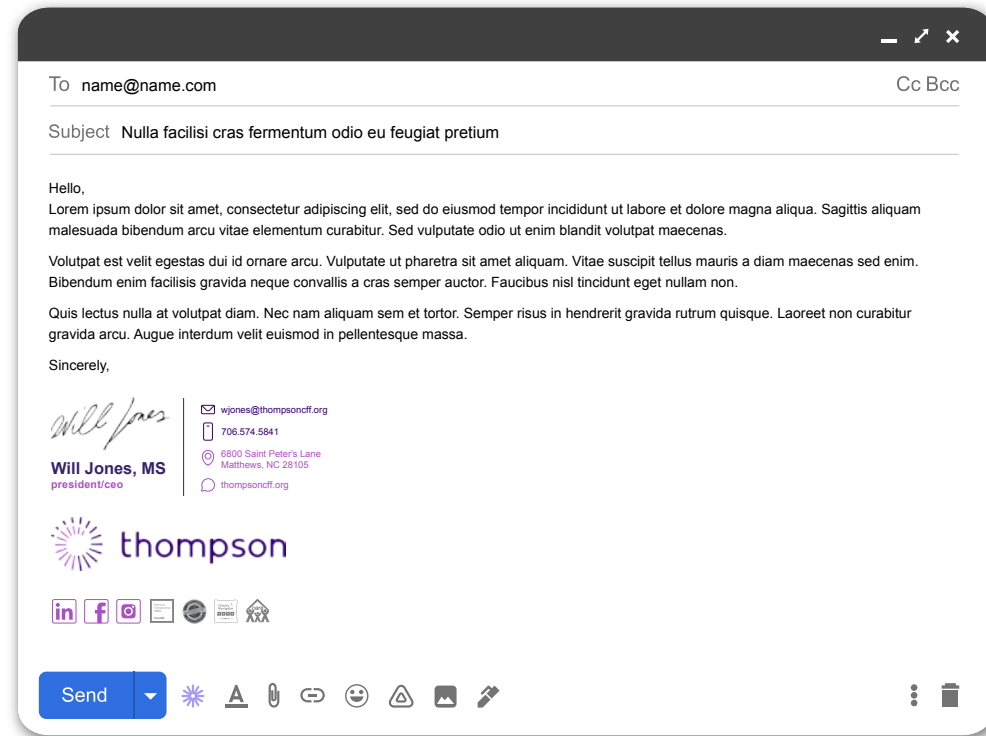 To name@name.com Cc Bcc
Subject Nulla facilisi cras fermentum odio eu feugiat pretium
Hello,
Lorem ipsum dolor sit amet, consectetur adipiscing elit, sed do eiusmod tempor incididunt ut labore et dolore magna aliqua. Sagittis aliquam
malesuada bibendum arcu vitae elementum curabitur. Sed vulputate odio ut enim blandit volutpat maecenas.
Volutpat est velit egestas dui id ornare arcu. Vulputate ut pharetra sit amet aliquam. Vitae suscipit tellus mauris a diam maecenas sed enim.
Bibendum enim facilisis gravida neque convallis a cras semper auctor. Faucibus nisl tincidunt eget nullam non.
Quis lectus nulla at volutpat diam. Nec nam aliquam sem et tortor. Semper risus in hendrerit gravida rutrum quisque. Laoreet non curabitur
gravida arcu. Augue interdum velit euismod in pellentesque massa.
Sincerely,
Will Jones
Will Jones, MS
president/ceo
wjones@thompsoncff.org
706.574.5841
6800 Saint Peter's Lane
Matthews, NC 28105
thompsoncff.org
thompson
in f
Send